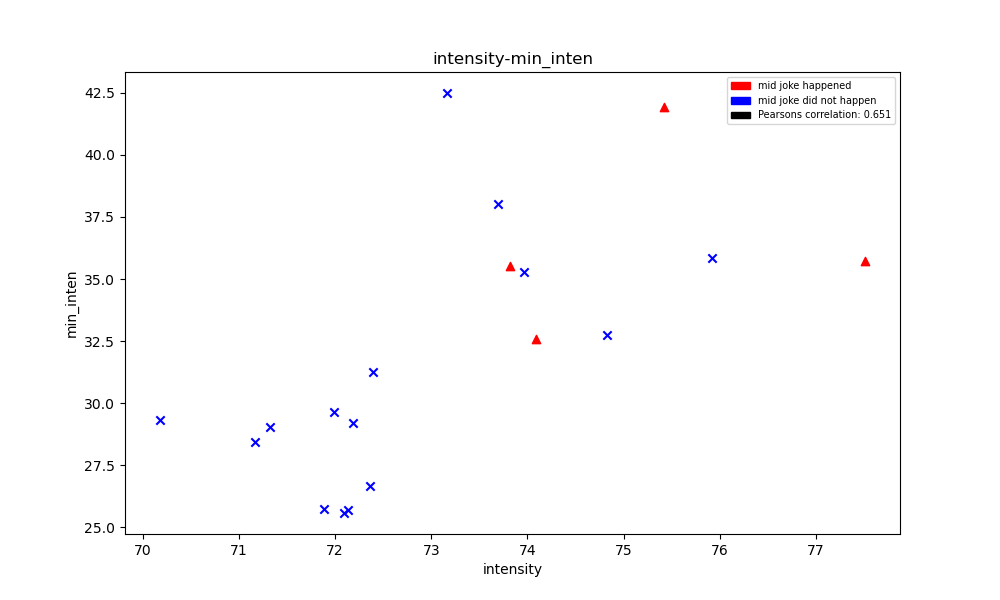 intensity-min_inten
mid joke happened
mid joke did not happen
Pearsons correlation: 0.651
min_inten
42.5
40.0
37.5
35.0
32.5
30.0
27.5
25.0
70 71 72 73 74 75 76 77
intensity